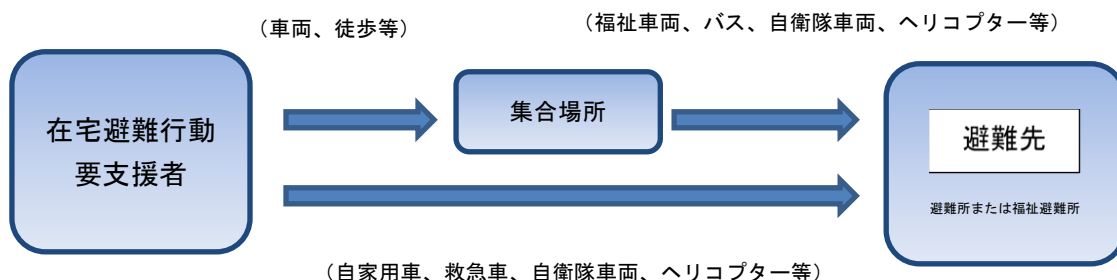 （車両、徒歩等）
（福祉車両、バス、自衛隊車両、ヘリコプター等）
在宅避難行動
要支援者
集合場所
避難先
避難所または福祉避難所
（自家用車、救急車、自衛隊車両、ヘリコプター等）